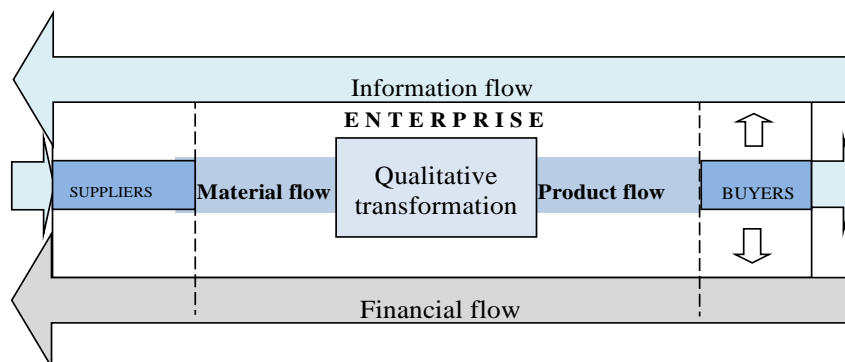 Information flow
ENTERPRISE
SUPPLIERS
Material flow
Qualitative
transformation
Product flow
BUYERS
Financial flow